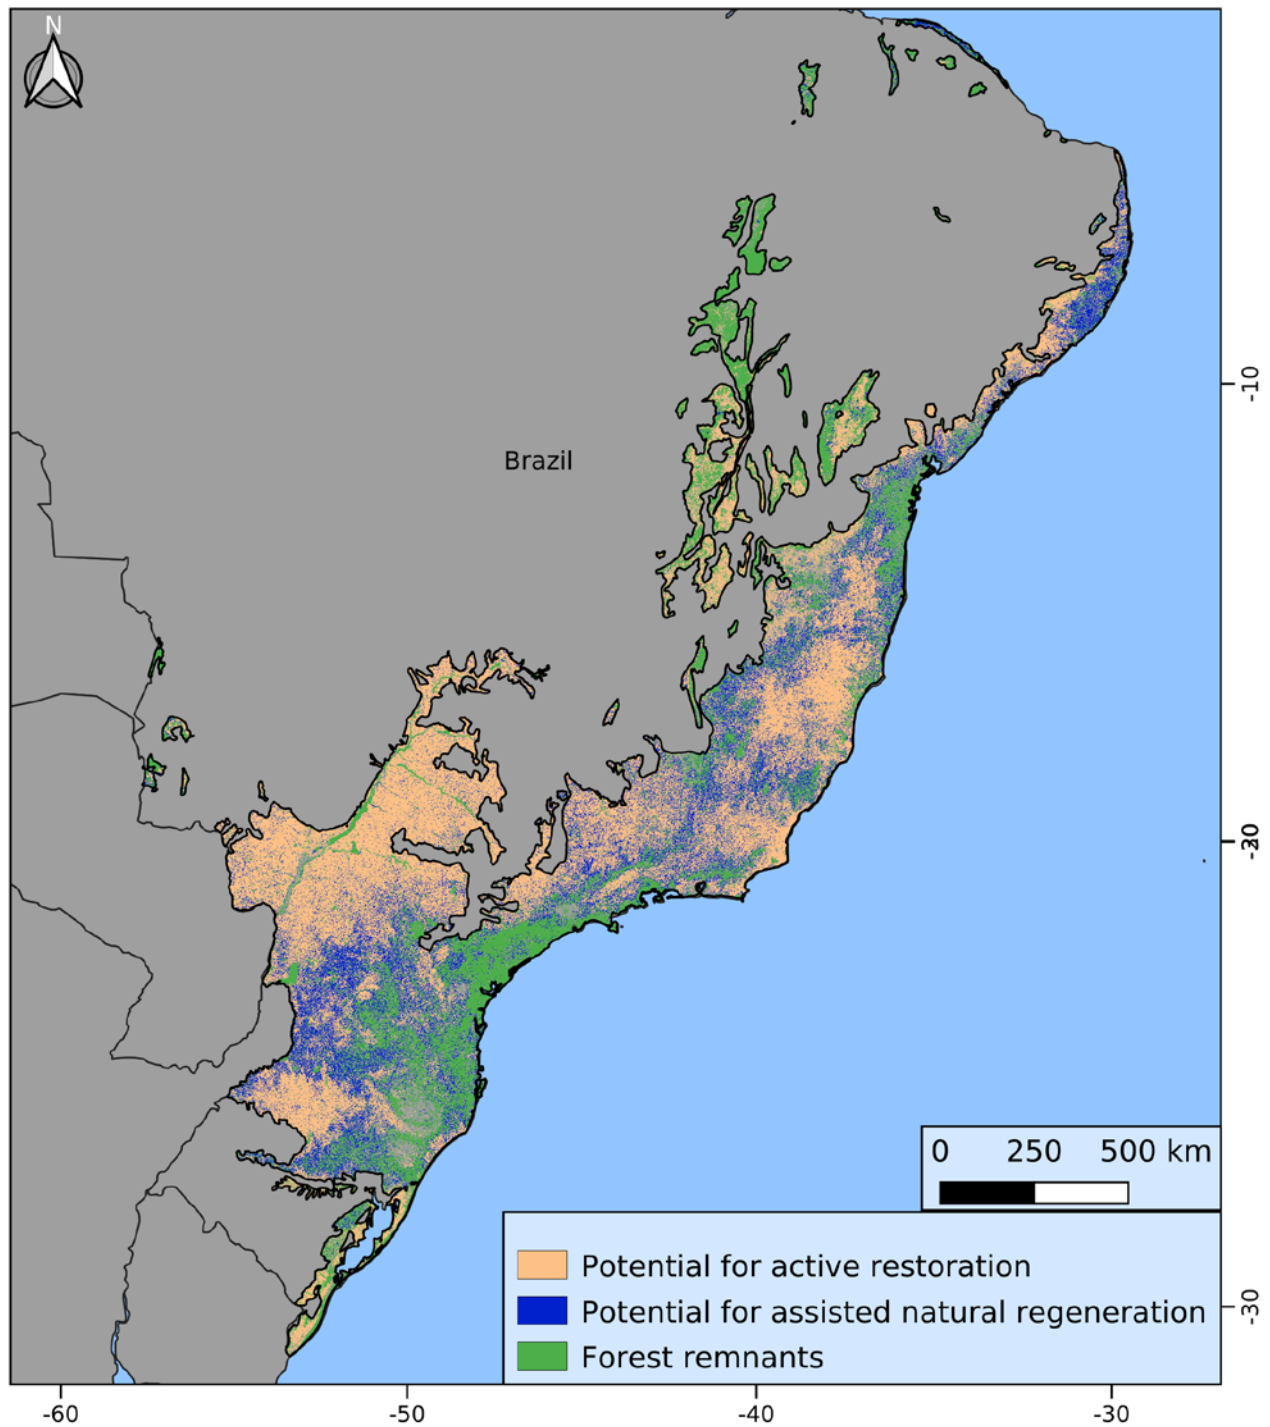 N
Brazil
-10
-20
0 250 500 km
Potential for active restoration
Potential for assisted natural regeneration
Forest remnants
-30
-60 -50 -40 -30